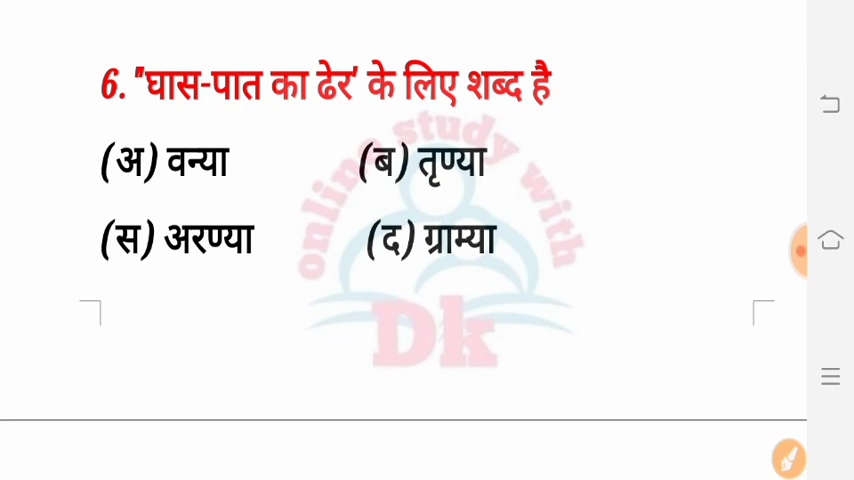 6. "घास-पात का ढेर' के लिए शब्द है
(अ) वन्या (ब) तृण्या
(स) अरण्या (द) ग्राम्या
online study with
Dk